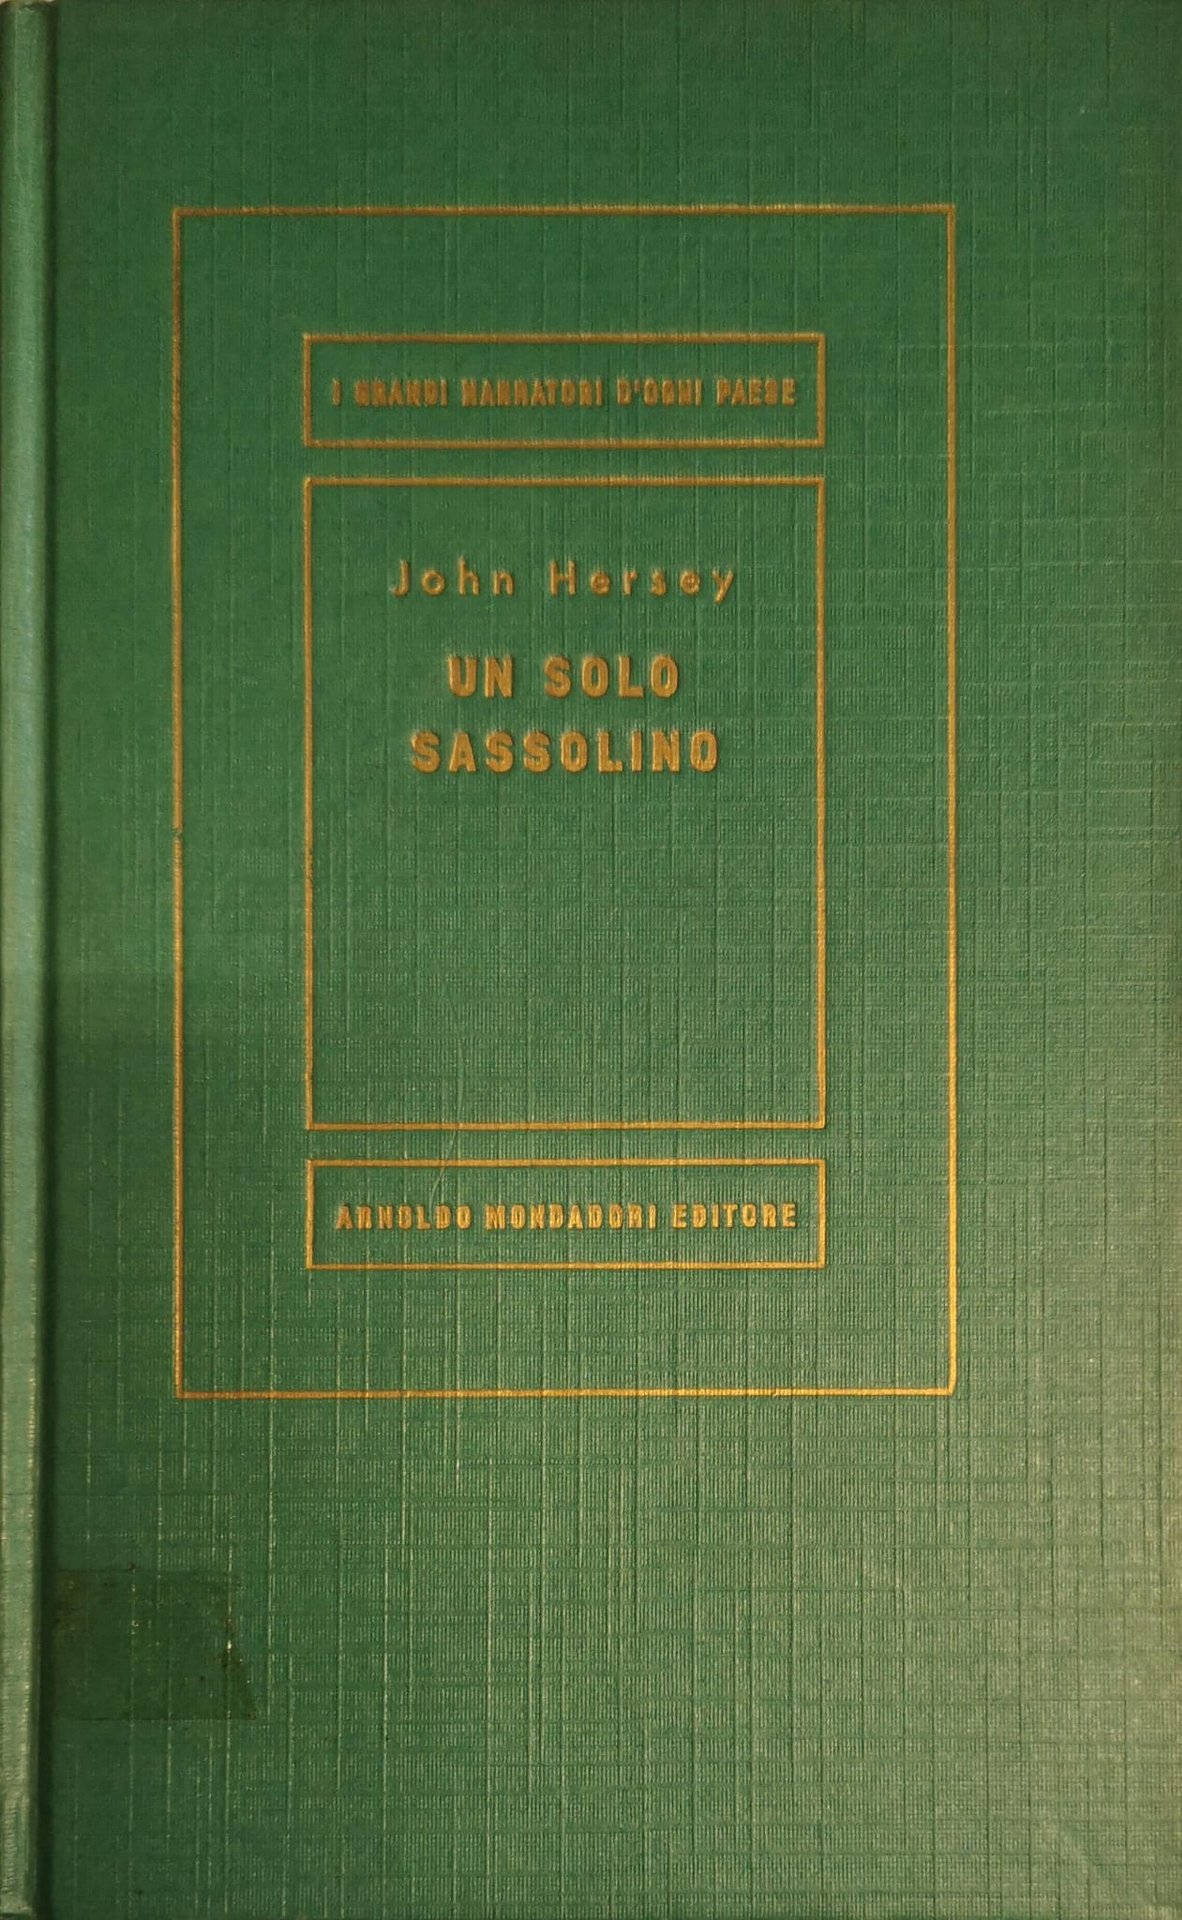 I GRANDI NARRATORI D'OGNI PAESE
John Hersey
UN SOLO
SASSOLINO
ARNOLDO MONDADORI EDITORE